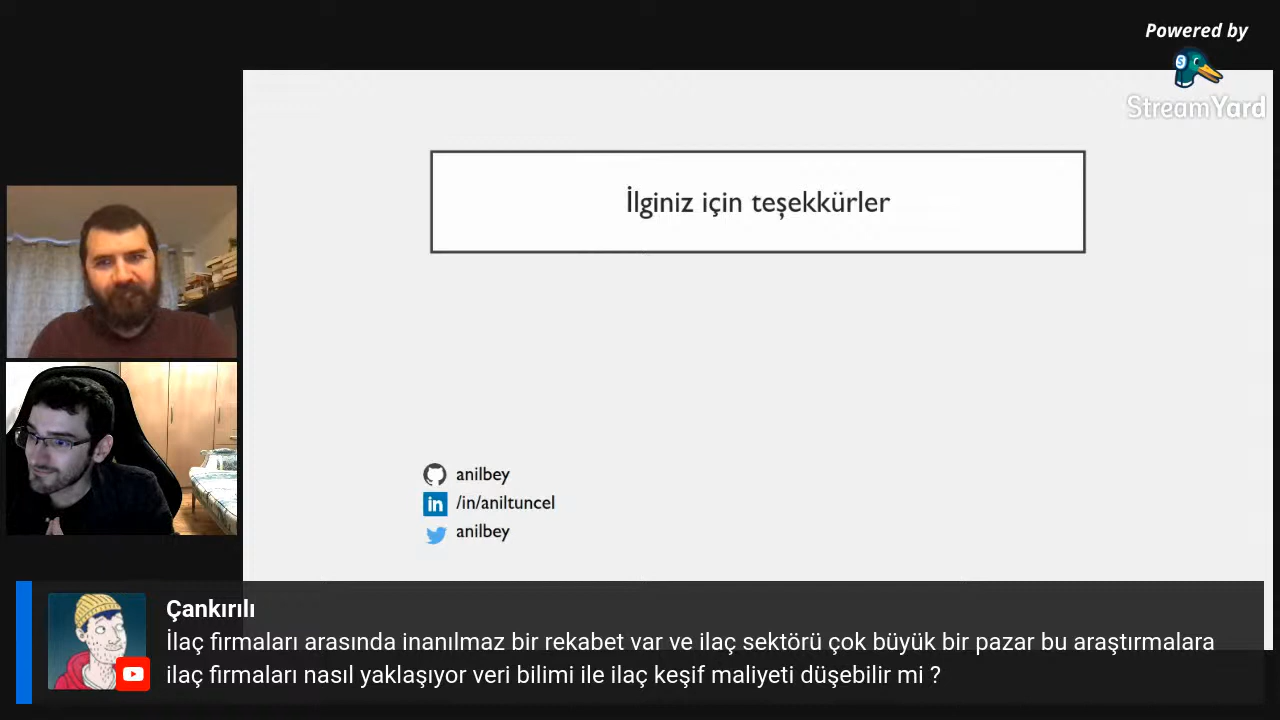 Powered by
StreamYard
İlginiz için teşekkürler
anilbey
in /in/aniltuncel
anilbey
Çankırılı
İlaç firmaları arasında inanılmaz bir rekabet var ve ilaç sektörü çok büyük bir pazar bu araştırmalara
ilaç firmaları nasıl yaklaşıyor veri bilimi ile ilaç keşif maliyeti düşebilir mi ?